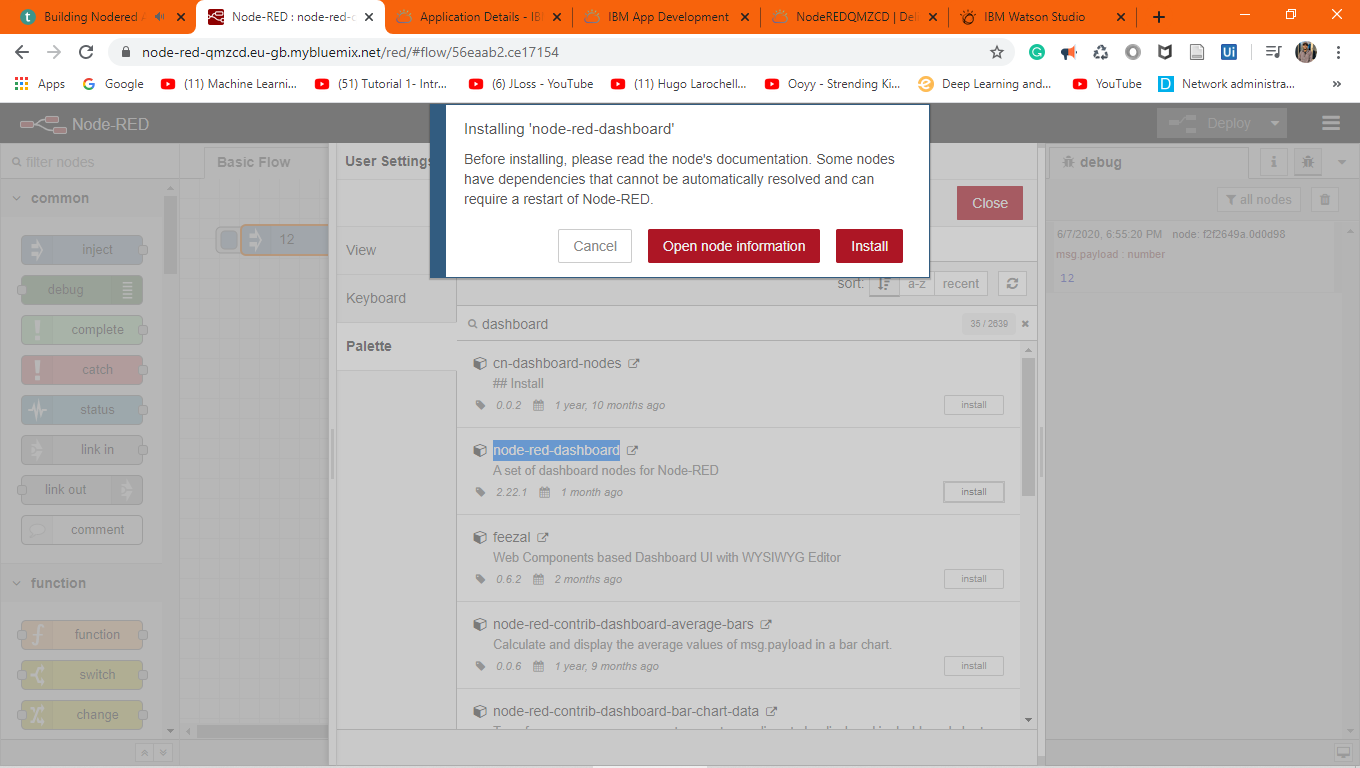 Building Nodered A
Node-RED : node-red-q
Application Details - IBM
IBM App Development
NodeREDQMZCD | Deli
IBM Watson Studio
node-red-qmzcd.eu-gb.mybluemix.net/red/#flow/56eaab2.ce17154
Apps
Google
(11) Machine Learni...
(51) Tutorial 1- Intr...
(6) JLoss - YouTube
(11) Hugo Larochell...
Ooyy - Strending Ki...
Deep Learning and...
YouTube
Network administra...
Node-RED
Deploy
filter nodes
Basic Flow
User Settings
debug
common
inject
debug
complete
catch
status
link in
link out
comment
function
function
switch
change
12
Installing 'node-red-dashboard'
Before installing, please read the node's documentation. Some nodes
have dependencies that cannot be automatically resolved and can
require a restart of Node-RED.
Cancel
Open node information
Install
Close
View
Keyboard
Palette
sort:
a-z
recent
dashboard
35 / 2639
cn-dashboard-nodes
## Install
0.0.2
1 year, 10 months ago
install
node-red-dashboard
A set of dashboard nodes for Node-RED
2.22.1
1 month ago
install
feezal
Web Components based Dashboard UI with WYSIWYG Editor
0.6.2
2 months ago
install
node-red-contrib-dashboard-average-bars
Calculate and display the average values of msg.payload in a bar chart.
0.0.6
1 year, 9 months ago
install
node-red-contrib-dashboard-bar-chart-data
all nodes
6/7/2020, 6:55:20 PM node: f2f2649a.0d0d98
msg.payload : number
12